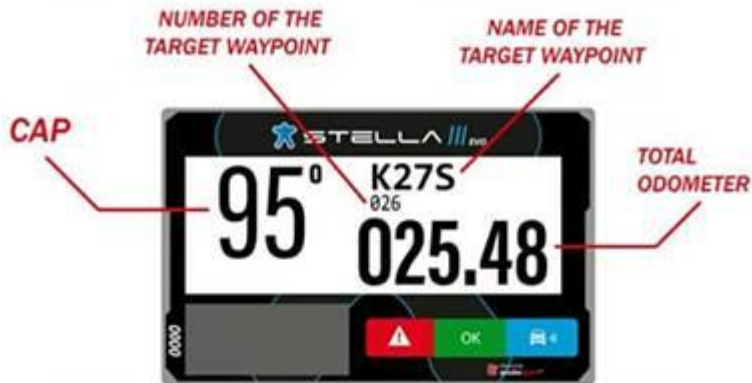 NUMBER OF THE
TARGET WAYPOINT
NAME OF THE
TARGET WAYPOINT
CAP
STELLA III EVO
95°
K27S
026
025.48
TOTAL
ODOMETER
0000
OK